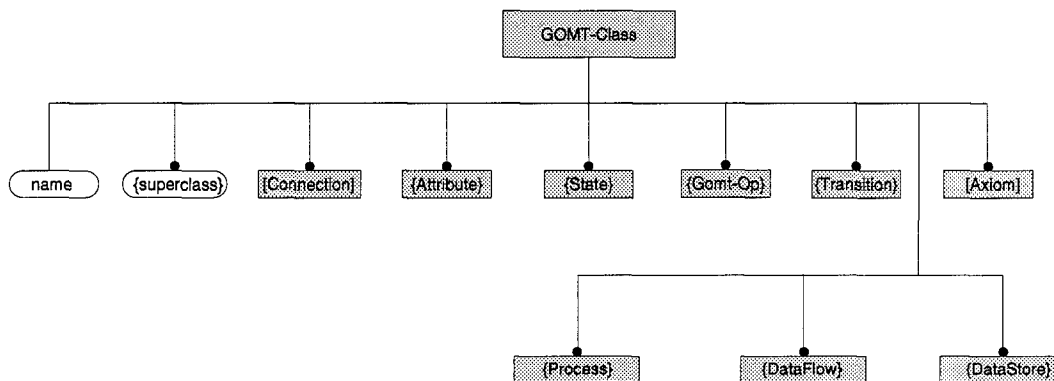 GOMT-Class
name
{superclass}
[Connection]
{Attribute}
{State}
{Gomt-Op}
{Transition}
[Axiom]
{Process}
{DataFlow}
{DataStore}